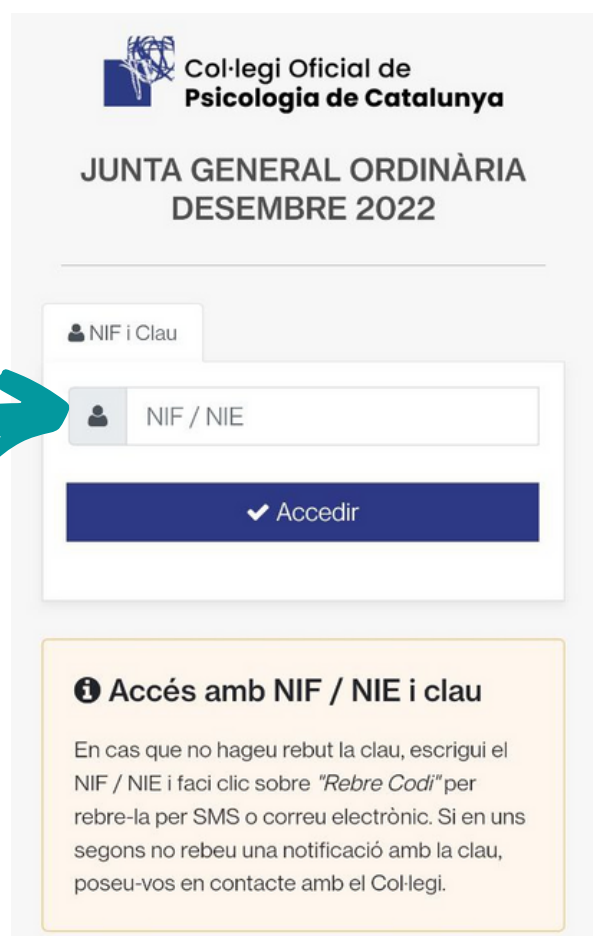 Col·legi Oficial de
Psicologia de Catalunya
JUNTA GENERAL ORDINÀRIA
DESEMBRE 2022
NIF i Clau
NIF / NIE
Accedir
Accés amb NIF / NIE i clau
En cas que no hageu rebut la clau, escrigui el
NIF / NIE i faci clic sobre "Rebre Codi" per
rebre-la per SMS o correu electrònic. Si en uns
segons no rebeu una notificació amb la clau,
poseu-vos en contacte amb el Col·legi.